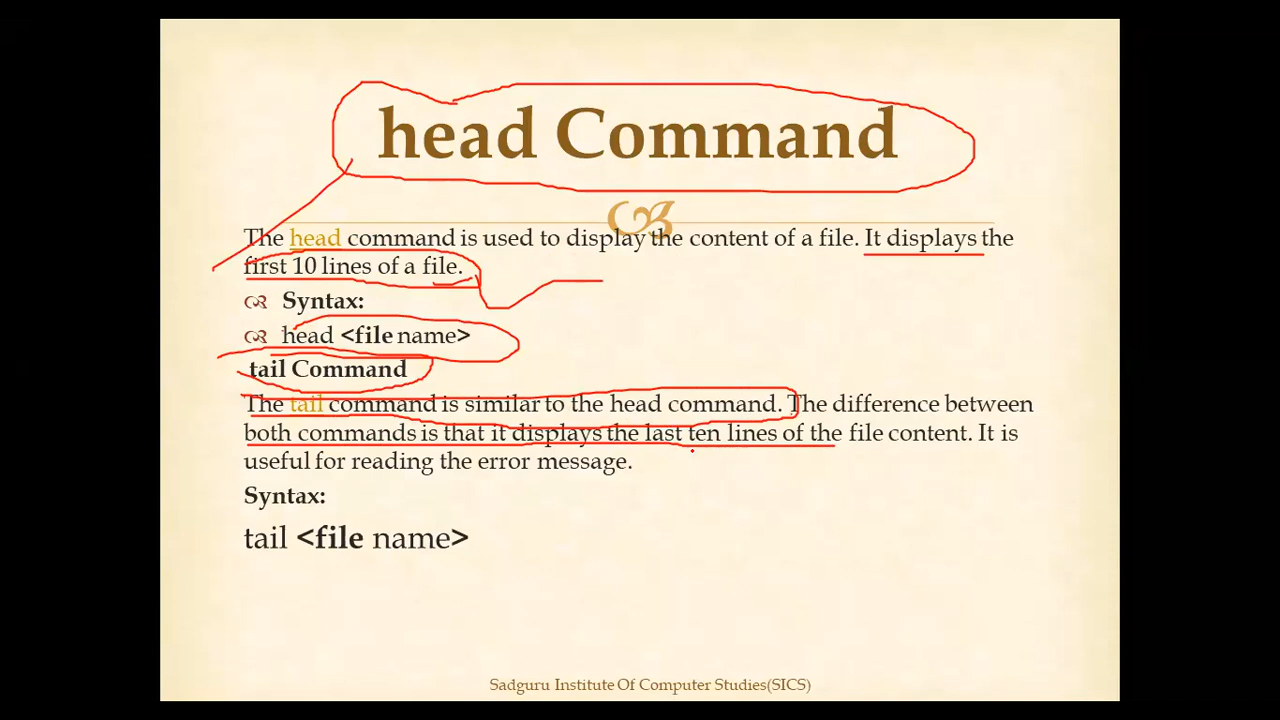 head Command
The head command is used to display the content of a file. It displays the
first 10 lines of a file.
Syntax:
head <file name>
tail Command
The tail command is similar to the head command. The difference between
both commands is that it displays the last ten lines of the file content. It is
useful for reading the error message.
Syntax:
tail <file name>
Sadguru Institute Of Computer Studies(SICS)